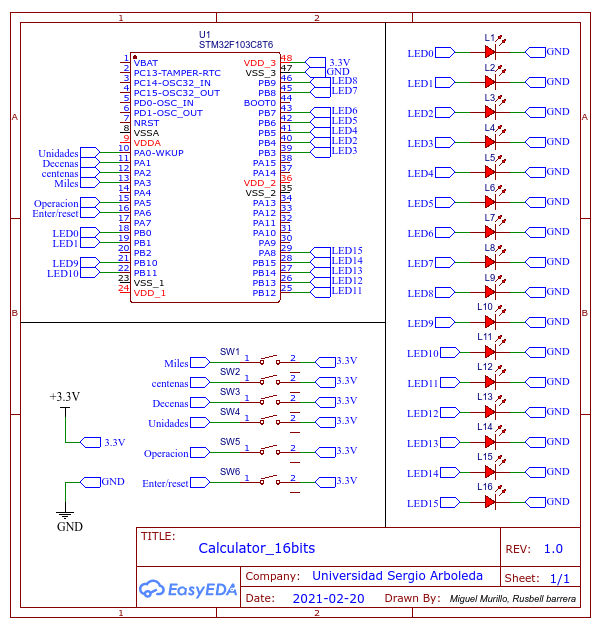 1 2
A A
B B
1 2
U1
STM32F103C8T6
1 VBAT
2 PC13-TAMPER-RTC
3 PC14-OSC32_IN
4 PC15-OSC32_OUT
5 PD0-OSC_IN
6 PD1-OSC_OUT
7 NRST
8 VSSA
9 VDDA
Unidades 10 PA0-WKUP
Decenas 11 PA1
centenas 12 PA2
Miles 13 PA3
14 PA4
Operacion 15 PA5
Enter/reset 16 PA6
17 PA7
LED0 18 PB0
LED1 19 PB1
20 PB2
LED9 21 PB10
LED10 22 PB11
23 VSS_1
24 VDD_1
VDD_3 48 3.3V
VSS_3 47 GND
PB9 46 LED8
PB8 45 LED7
BOOT0 44
PB7 43 LED6
PB6 42 LED5
PB5 41 LED4
PB4 40 LED2
PB3 39 LED3
PA15 38
PA14 37
VDD_2 36
VSS_2 35
PA13 34
PA12 33
PA11 32
PA10 31
PA9 30
PA8 29 LED15
PB15 28 LED14
PB14 27 LED13
PB13 26 LED12
PB12 25 LED11
LED0 L1 GND
LED1 L2 GND
LED2 L3 GND
LED3 L4 GND
LED4 L5 GND
LED5 L6 GND
LED6 L7 GND
LED7 L8 GND
LED8 L9 GND
LED9 L10 GND
LED10 L11 GND
LED11 L12 GND
LED12 L13 GND
LED13 L14 GND
LED14 L15 GND
LED15 L16 GND
+3.3V
3.3V
GND
GND
Miles SW1 1 2 3.3V
centenas SW2 1 2 3.3V
Decenas SW3 1 2 3.3V
Unidades SW4 1 2 3.3V
Operacion SW5 1 2 3.3V
Enter/reset SW6 1 2 3.3V
TITLE:
Calculator_16bits
REV: 1.0
EasyEDA
Company: Universidad Sergio Arboleda
Sheet: 1/1
Date: 2021-02-20 Drawn By: Miguel Murillo, Rusbell barrera